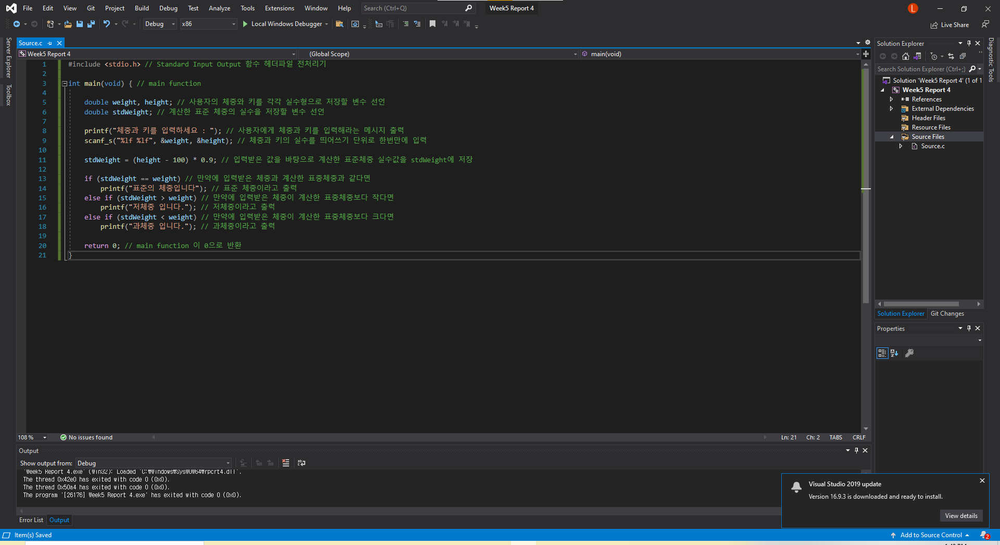 File Edit View Git Project Build Debug Test Analyze Tools Extensions Window Help Search (Ctrl+Q) Week5 Report 4 L
Debug x86 Local Windows Debugger Live Share
Server Explorer
Toolbox
Source.c
Week5 Report 4 (Global Scope) main(void)
1 #include <stdio.h> // Standard Input Output 함수 헤더파일 전처리기
2
3 int main(void) { // main function
4
5 double weight, height; // 사용자의 체중와 키를 각각 실수형으로 저장할 변수 선언
6 double stdWeight; // 계산한 표준 체중의 실수을 저장할 변수 선언
7
8 printf("체중과 키를 입력하세요 : "); // 사용자에게 체중과 키를 입력해라는 메시지 출력
9 scanf_s("%lf %lf", &weight, &height); // 체중과 키의 실수를 띄어쓰기 단위로 한번만에 입력
10
11 stdWeight = (height - 100) * 0.9; // 입력받은 값을 바탕으로 계산한 표준체중 실수값을 stdWeight에 저장
12
13 if (stdWeight == weight) // 만약에 입력받은 체중과 계산한 표중체중과 같다면
14 printf("표준의 체중입니다"); // 표준 체중이라고 출력
15 else if (stdWeight > weight) // 만약에 입력받은 체중이 계산한 표중체중보다 작다면
16 printf("저체중 입니다."); // 저체중이라고 출력
17 else if (stdWeight < weight) // 만약에 입력받은 체중이 계산한 표중체중보다 크다면
18 printf("과체중 입니다."); // 과체중이라고 출력
19
20 return 0; // main function 이 0으로 반환
21 }
108 % No issues found Ln: 21 Ch: 2 TABS CRLF
Output
Show output from: Debug
'Week5 Report 4.exe' (Win32): Loaded 'C:₩Windows₩SysWOW64₩rpcrt4.dll'.
The thread 0x42e0 has exited with code 0 (0x0).
The thread 0x50a4 has exited with code 0 (0x0).
The program '[26176] Week5 Report 4.exe' has exited with code 0 (0x0).
Error List Output
Item(s) Saved
Solution Explorer
Search Solution Explorer (Ctrl+;)
Solution 'Week5 Report 4' (1 of 1
Week5 Report 4
References
External Dependencies
Header Files
Resource Files
Source Files
Source.c
Solution Explorer Git Changes
Properties
Diagnostic Tools
Visual Studio 2019 update
Version 16.9.3 is downloaded and ready to install.
View details
Add to Source Control 2